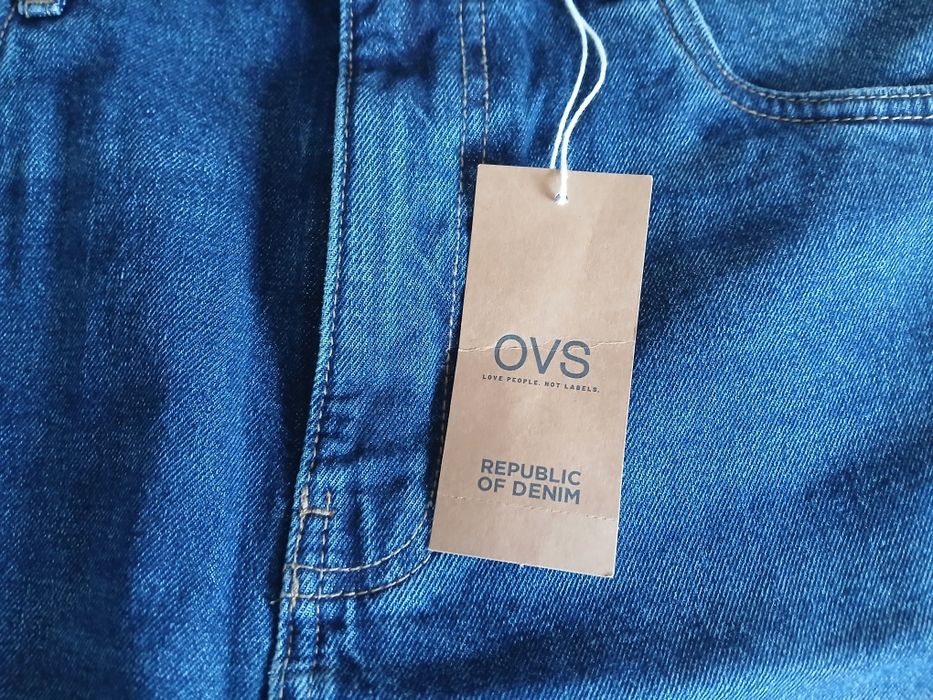 OVS
LOVE PEOPLE. NOT LABELS.
REPUBLIC
OF DENIM